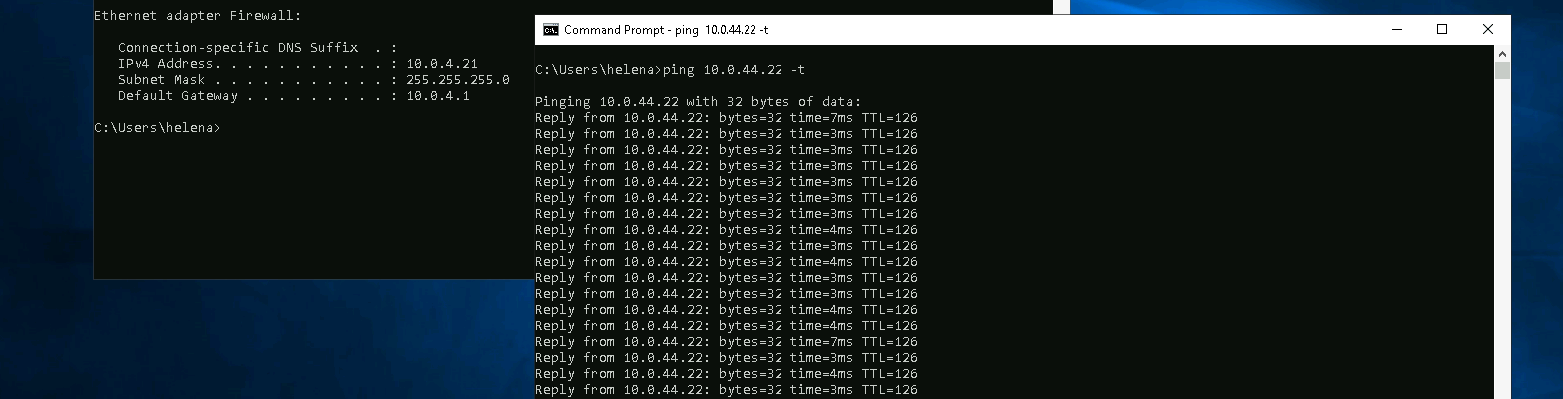 Ethernet adapter Firewall:
Connection-specific DNS Suffix . :
IPv4 Address. . . . . . . . . . . : 10.0.4.21
Subnet Mask . . . . . . . . . . . : 255.255.255.0
Default Gateway . . . . . . . . . : 10.0.4.1
C:\Users\helena>
Command Prompt - ping 10.0.44.22 -t
C:\Users\helena>ping 10.0.44.22 -t
Pinging 10.0.44.22 with 32 bytes of data:
Reply from 10.0.44.22: bytes=32 time=7ms TTL=126
Reply from 10.0.44.22: bytes=32 time=3ms TTL=126
Reply from 10.0.44.22: bytes=32 time=3ms TTL=126
Reply from 10.0.44.22: bytes=32 time=3ms TTL=126
Reply from 10.0.44.22: bytes=32 time=3ms TTL=126
Reply from 10.0.44.22: bytes=32 time=3ms TTL=126
Reply from 10.0.44.22: bytes=32 time=3ms TTL=126
Reply from 10.0.44.22: bytes=32 time=4ms TTL=126
Reply from 10.0.44.22: bytes=32 time=3ms TTL=126
Reply from 10.0.44.22: bytes=32 time=4ms TTL=126
Reply from 10.0.44.22: bytes=32 time=3ms TTL=126
Reply from 10.0.44.22: bytes=32 time=3ms TTL=126
Reply from 10.0.44.22: bytes=32 time=4ms TTL=126
Reply from 10.0.44.22: bytes=32 time=4ms TTL=126
Reply from 10.0.44.22: bytes=32 time=7ms TTL=126
Reply from 10.0.44.22: bytes=32 time=3ms TTL=126
Reply from 10.0.44.22: bytes=32 time=4ms TTL=126
Reply from 10.0.44.22: bytes=32 time=3ms TTL=126